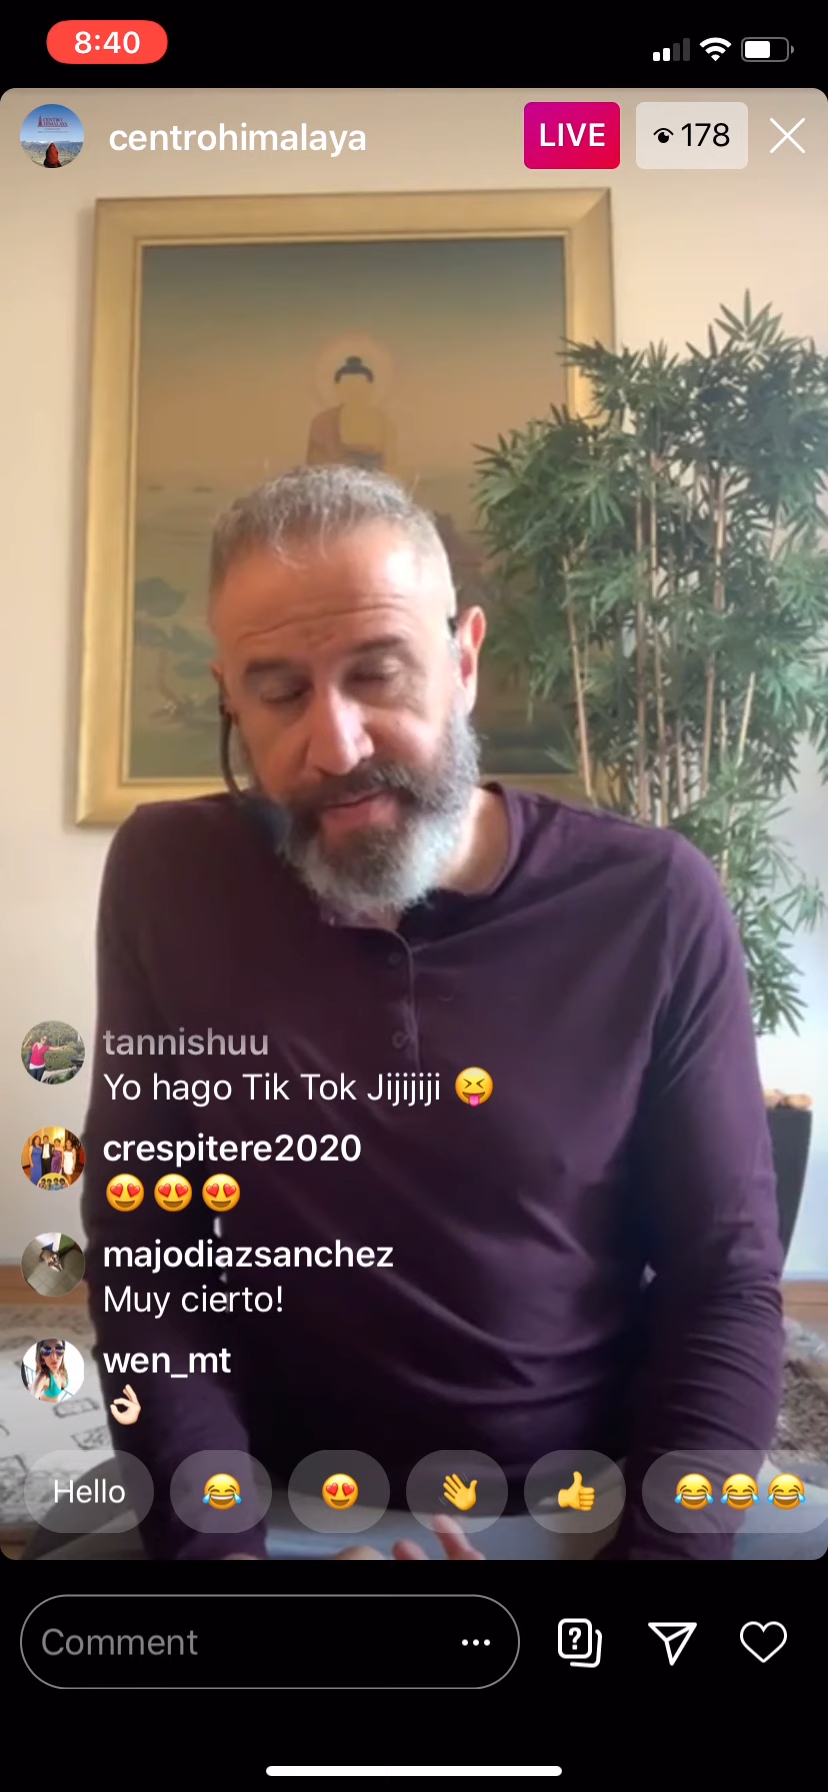 8:40
centrohimalaya
LIVE
178
tannishuu
Yo hago Tik Tok Jijijiji 😝
crespitere2020
😍😍😍
majodiazsanchez
Muy cierto!
wen_mt
👌🏻
Hello 😂 😍 👋 👍 😂😂😂
Comment